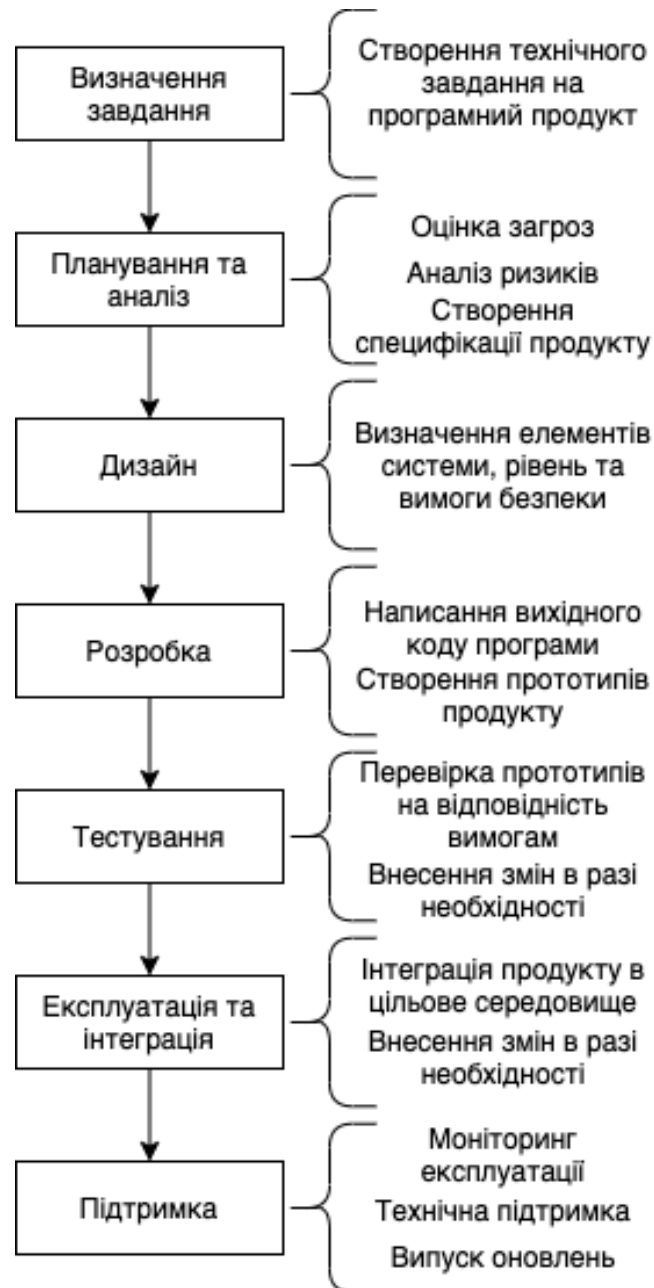 Визначення
завдання
Створення технічного
завдання на
програмний продукт
Планування та
аналіз
Оцінка загроз
Аналіз ризиків
Створення
специфікації продукту
Дизайн
Визначення елементів
системи, рівень та
вимоги безпеки
Розробка
Написання вихідного
коду програми
Створення прототипів
продукту
Тестування
Перевірка прототипів
на відповідність
вимогам
Внесення змін в разі
необхідності
Експлуатація та
інтеграція
Інтеграція продукту в
цільове середовище
Внесення змін в разі
необхідності
Підтримка
Моніторинг
експлуатації
Технічна підтримка
Випуск оновлень